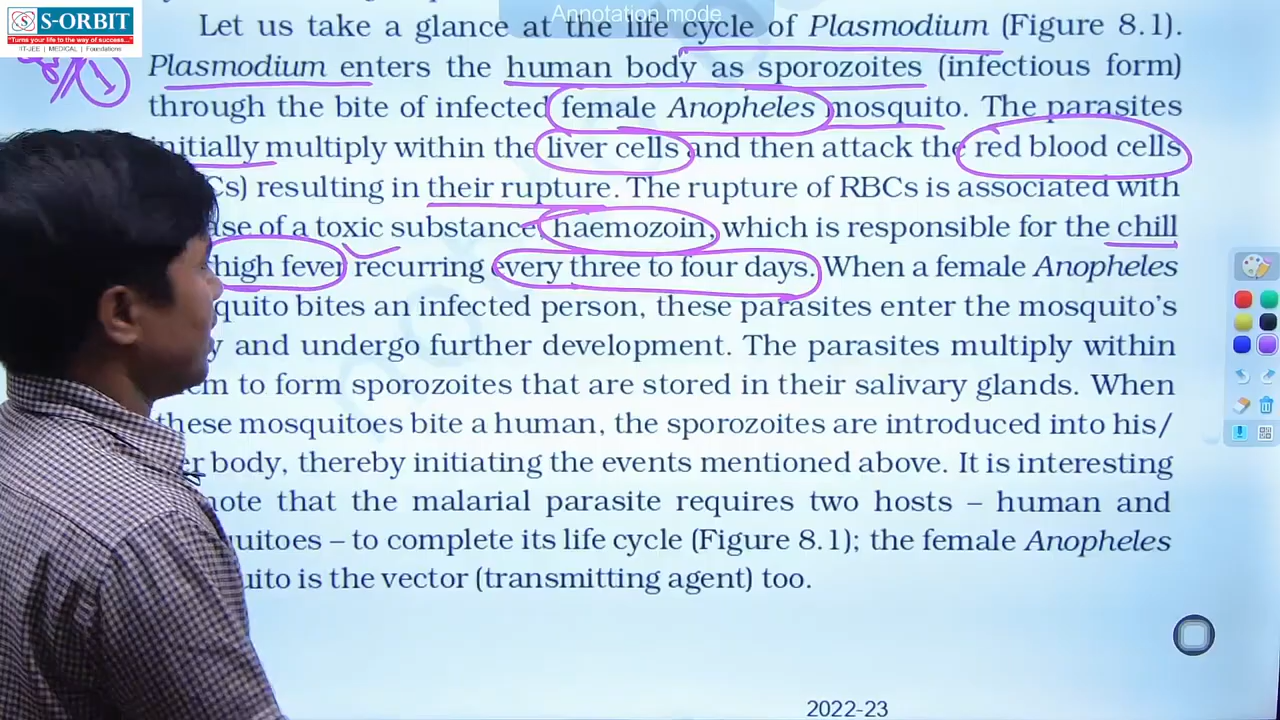 S-ORBIT
"Turns your life to the way of success..."
IIT-JEE | MEDICAL | Foundations
Annotation mode
Let us take a glance at the life cycle of Plasmodium (Figure 8.1).
Plasmodium enters the human body as sporozoites (infectious form)
through the bite of infected female Anopheles mosquito. The parasites
initially multiply within the liver cells and then attack the red blood cells
Cs) resulting in their rupture. The rupture of RBCs is associated with
ase of a toxic substance, haemozoin, which is responsible for the chill
high fever recurring every three to four days. When a female Anopheles
quito bites an infected person, these parasites enter the mosquito's
y and undergo further development. The parasites multiply within
em to form sporozoites that are stored in their salivary glands. When
these mosquitoes bite a human, the sporozoites are introduced into his/
er body, thereby initiating the events mentioned above. It is interesting
note that the malarial parasite requires two hosts – human and
quitoes – to complete its life cycle (Figure 8.1); the female Anopheles
uito is the vector (transmitting agent) too.
2022-23